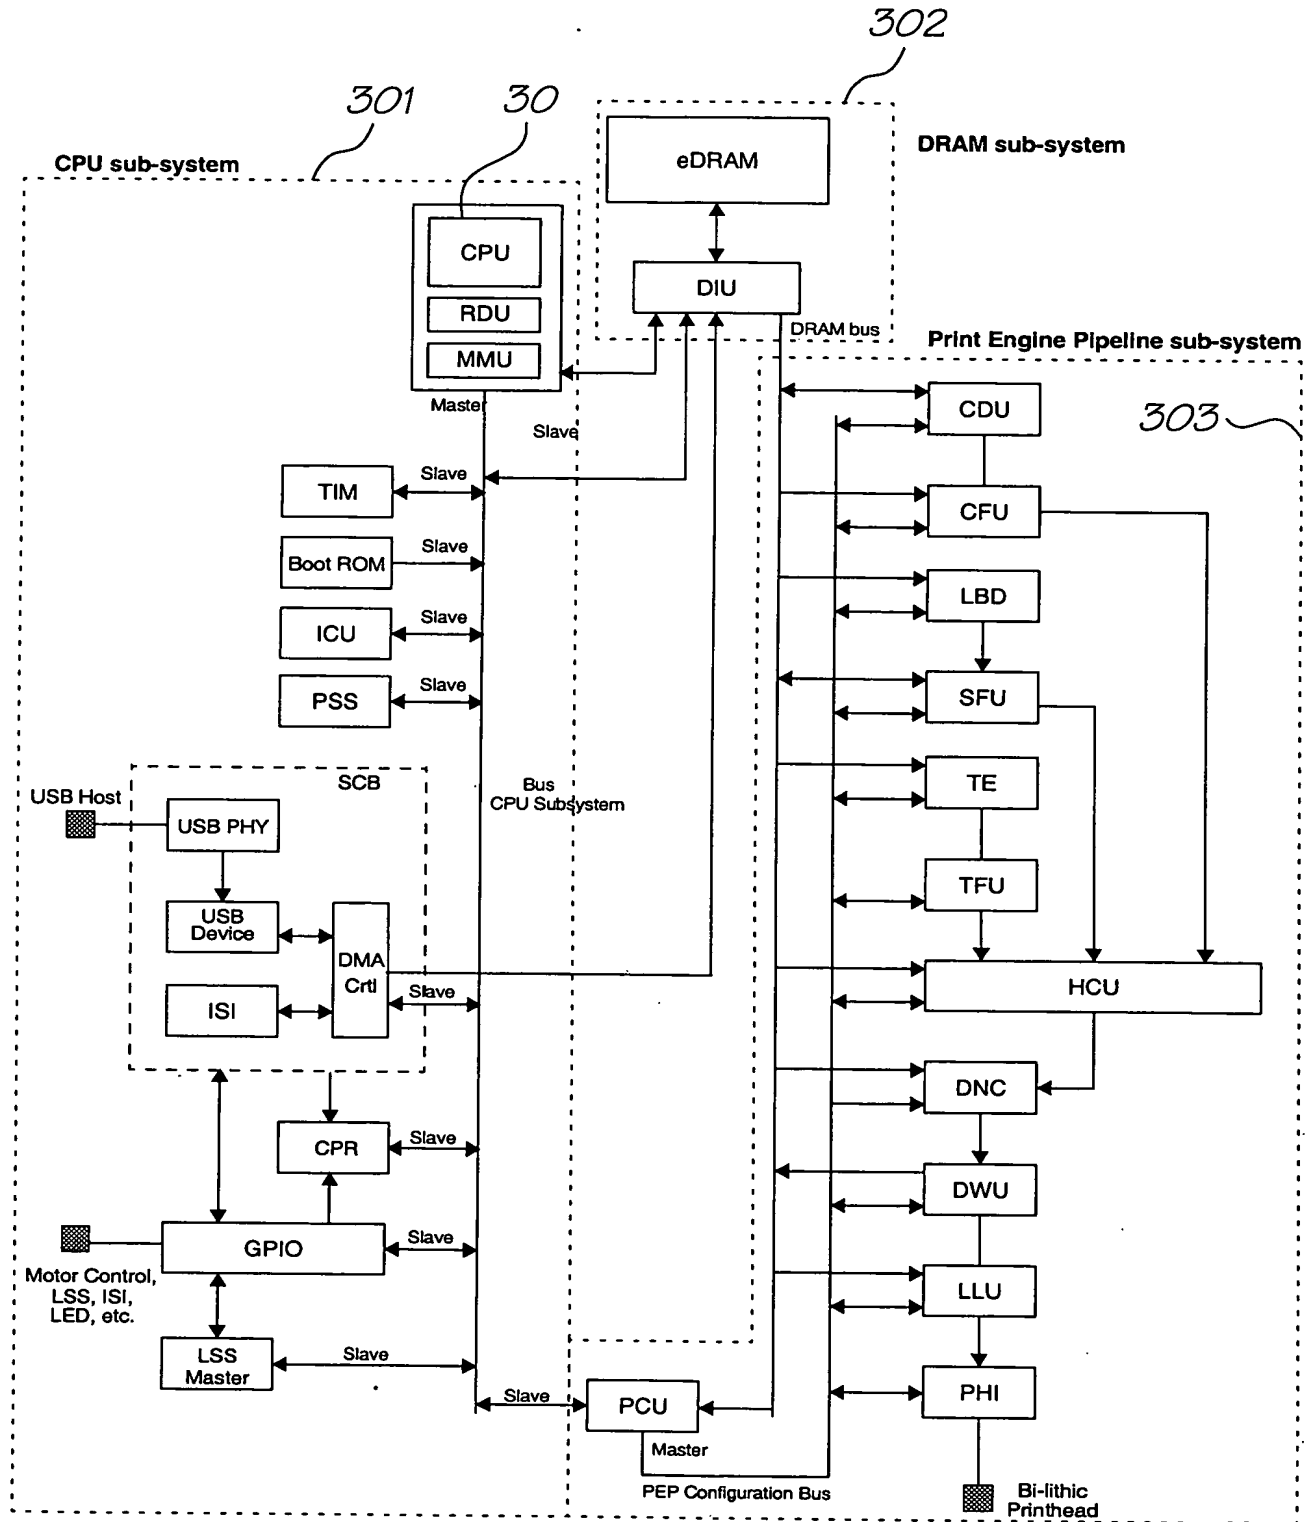 302
301
30
CPU sub-system
eDRAM
DRAM sub-system
CPU
DIU
RDU
DRAM bus
Print Engine Pipeline sub-system
MMU
Master
CDU
303
Slave
TIM
Slave
CFU
Boot ROM
Slave
LBD
ICU
Slave
PSS
Slave
SFU
SCB
Bus
CPU Subsystem
TE
USB Host
USB PHY
TFU
USB
Device
DMA
Crtl
HCU
ISI
Slave
DNC
CPR
Slave
DWU
GPIO
Slave
Motor Control,
LSS, ISI,
LED, etc.
LLU
LSS
Master
Slave
PHI
Slave
PCU
Master
PEP Configuration Bus
Bi-lithic
Printhead